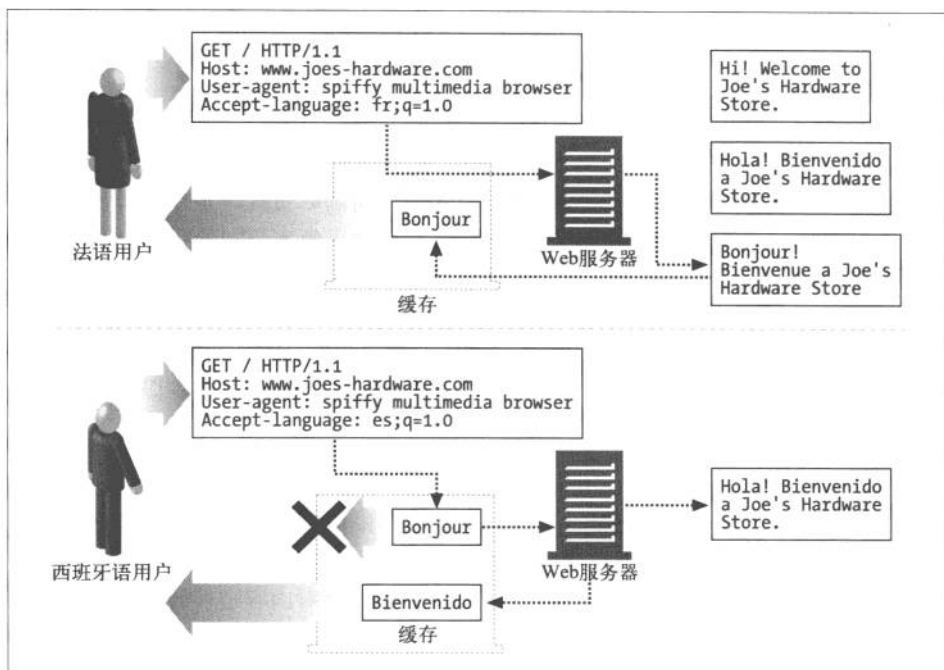 GET / HTTP/1.1
Host: www.joes-hardware.com
User-agent: spiffy multimedia browser
Accept-language: fr;q=1.0
Hi! Welcome to
Joe's Hardware
Store.
Hola! Bienvenido
a Joe's Hardware
Store.
Bonjour
法语用户
Web服务器
Bonjour!
Bienvenue a Joe's
Hardware Store
缓存
GET / HTTP/1.1
Host: www.joes-hardware.com
User-agent: spiffy multimedia browser
Accept-language: es;q=1.0
Hola! Bienvenido
a Joe's Hardware
Store.
Bonjour
西班牙语用户
Web服务器
Bienvenido
缓存